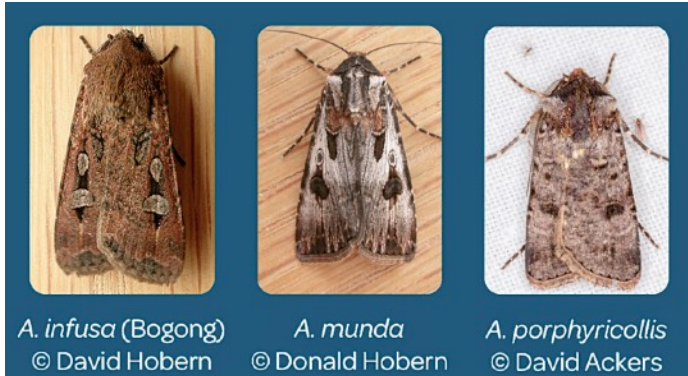 A. infusa (Bogong)
© David Hobern
A. munda
© Donald Hobern
A. porphyricollis
© David Ackers